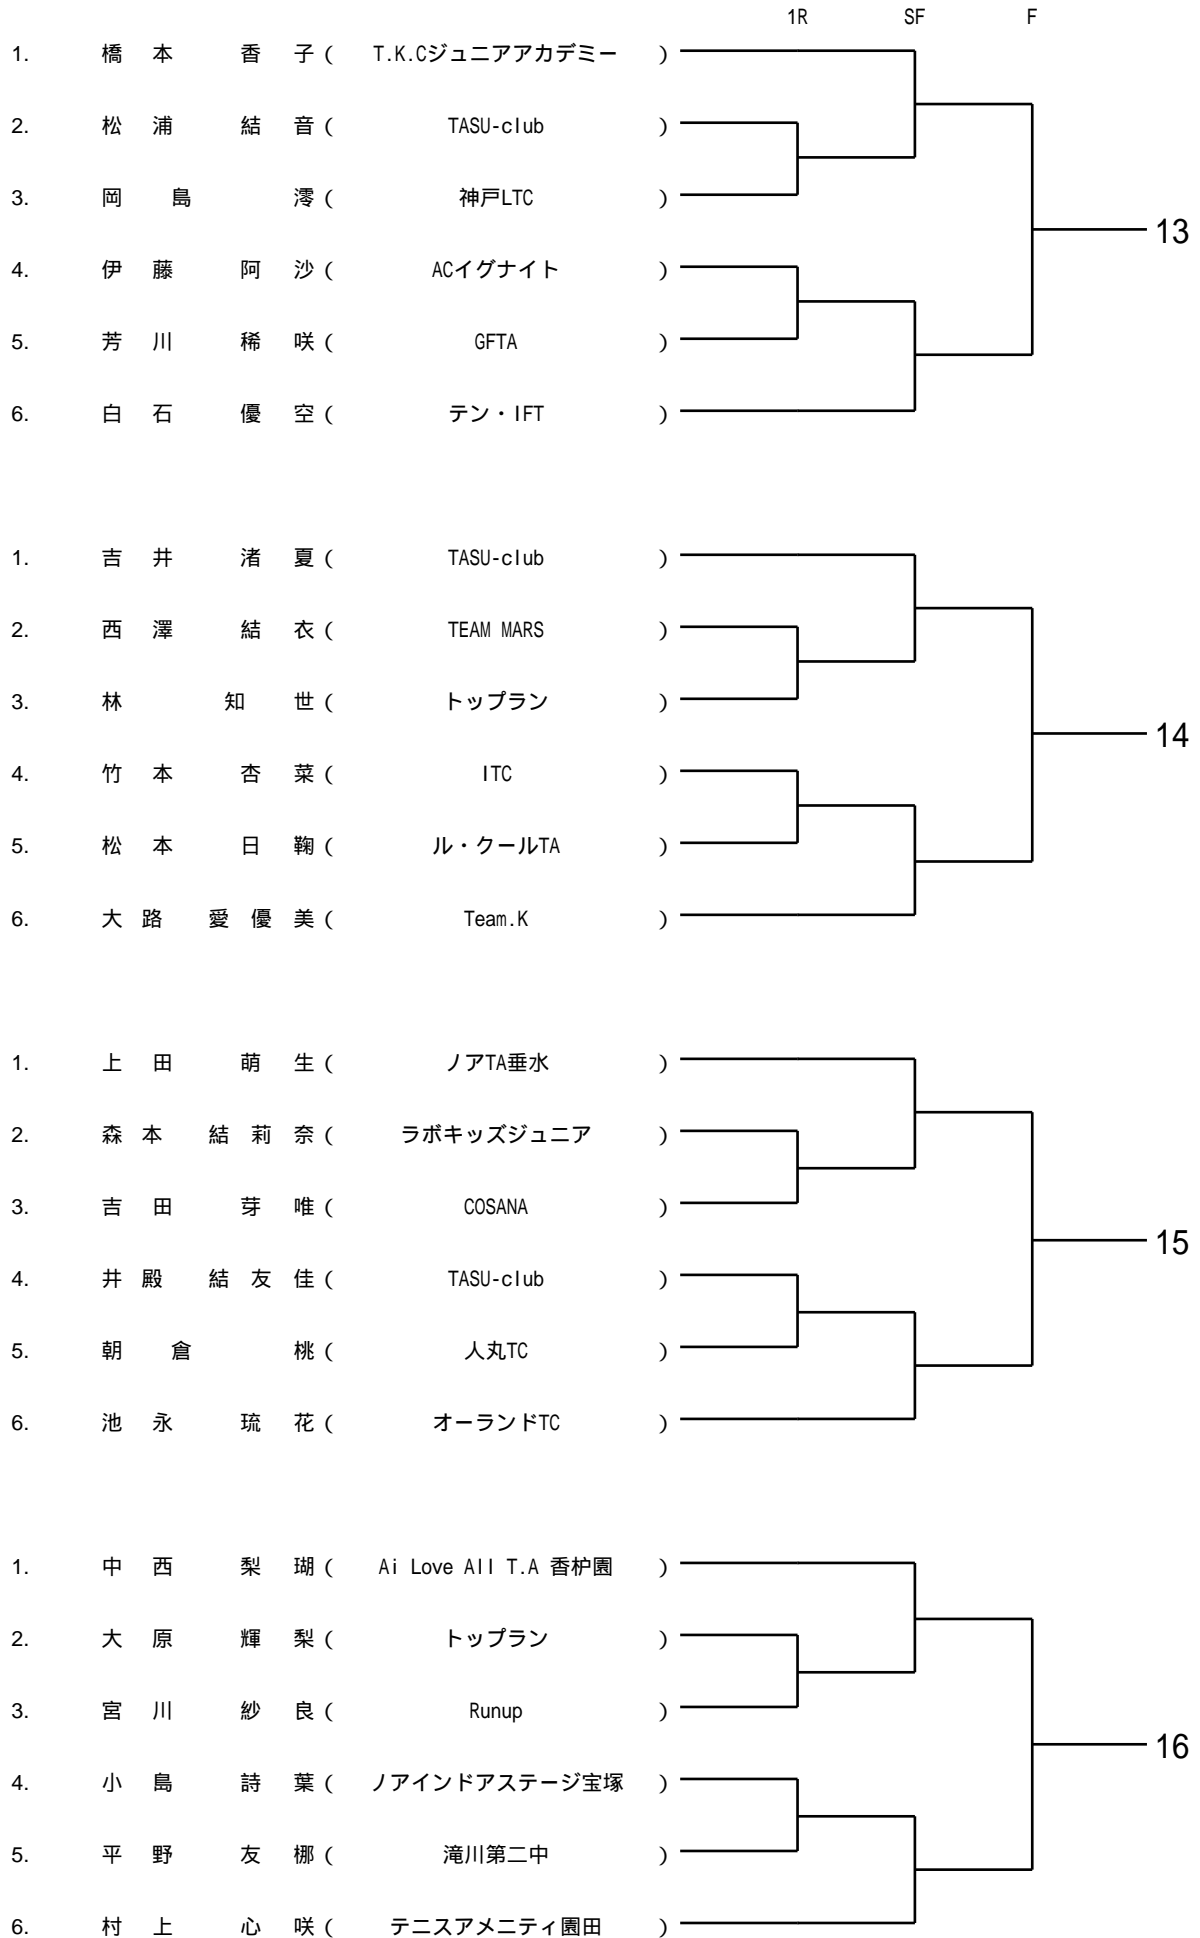 1R SF F
1. 橋本 香子 ( T.K.Cジュニアアカデミー )
2. 松浦 結音 ( TASU-club )
3. 岡島 澪 ( 神戸LTC )
13
4. 伊藤 阿沙 ( ACイグナイト )
5. 芳川 稀咲 ( GFTA )
6. 白石 優空 ( テン・IFT )
1. 吉井 渚夏 ( TASU-club )
2. 西澤 結衣 ( TEAM MARS )
3. 林 知世 ( トップラン )
14
4. 竹本 杏菜 ( ITC )
5. 松本 日鞠 ( ル・クールTA )
6. 大路 愛優美 ( Team.K )
1. 上田 萌生 ( ノアTA垂水 )
2. 森本 結莉奈 ( ラボキッズジュニア )
3. 吉田 芽唯 ( COSANA )
15
4. 井殿 結友佳 ( TASU-club )
5. 朝倉 桃 ( 人丸TC )
6. 池永 琉花 ( オーランドTC )
1. 中西 梨瑚 ( Ai Love All T.A 香枦園 )
2. 大原 輝梨 ( トップラン )
3. 宮川 紗良 ( Runup )
16
4. 小島 詩葉 ( ノアインドアステージ宝塚 )
5. 平野 友梛 ( 滝川第二中 )
6. 村上 心咲 ( テニスアメニティ園田 )